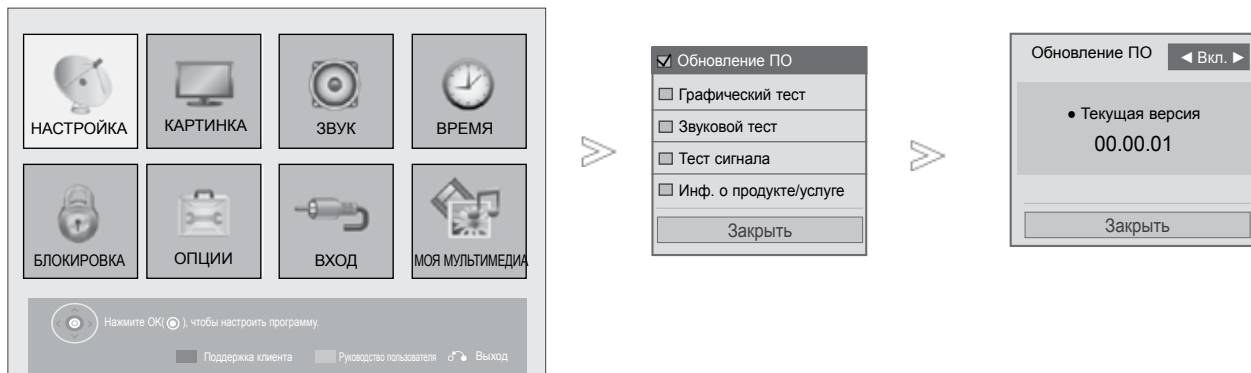 НАСТРОЙКА
КАРТИНКА
ЗВУК
ВРЕМЯ
БЛОКИРОВКА
ОПЦИИ
ВХОД
МОЯ МУЛЬТИМЕДИА
Нажмите OK( ), чтобы настроить программу.
Поддержка клиента
Руководство пользователя
Выход
Обновление ПО
Графический тест
Звуковой тест
Тест сигнала
Инф. о продукте/услуге
Закрыть
Обновление ПО ◄ Вкл. ►
● Текущая версия
00.00.01
Закрыть